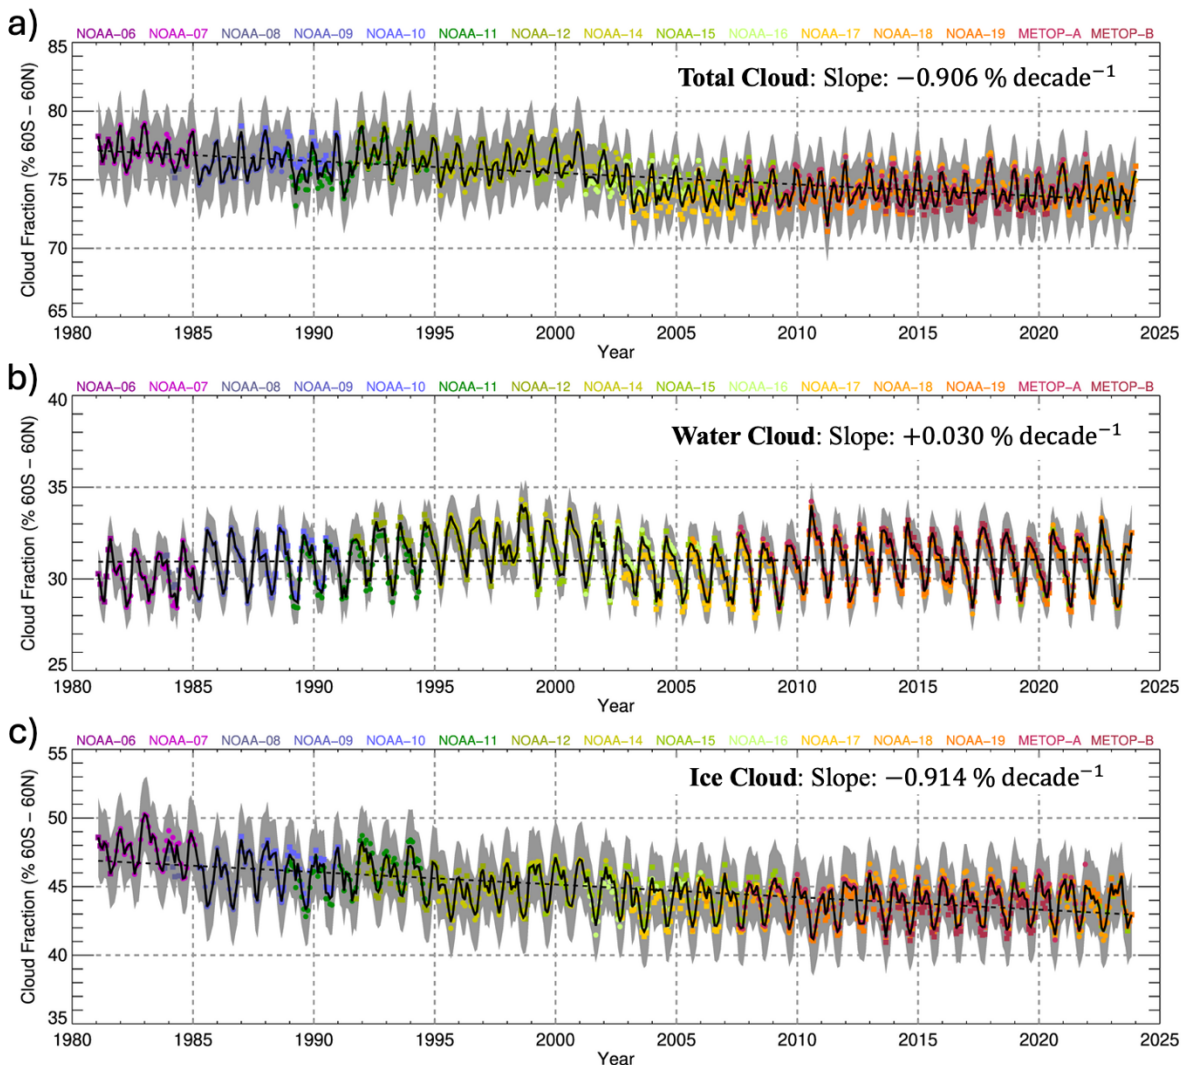 a)
NOAA-06 NOAA-07 NOAA-08 NOAA-09 NOAA-10 NOAA-11 NOAA-12 NOAA-14 NOAA-15 NOAA-16 NOAA-17 NOAA-18 NOAA-19 METOP-A METOP-B
Total Cloud: Slope: −0.906 % decade⁻¹
Cloud Fraction (% 60S – 60N)
85
80
75
70
65
1980 1985 1990 1995 2000 2005 2010 2015 2020 2025
Year
b)
NOAA-06 NOAA-07 NOAA-08 NOAA-09 NOAA-10 NOAA-11 NOAA-12 NOAA-14 NOAA-15 NOAA-16 NOAA-17 NOAA-18 NOAA-19 METOP-A METOP-B
Water Cloud: Slope: +0.030 % decade⁻¹
Cloud Fraction (% 60S – 60N)
40
35
30
25
1980 1985 1990 1995 2000 2005 2010 2015 2020 2025
Year
c)
NOAA-06 NOAA-07 NOAA-08 NOAA-09 NOAA-10 NOAA-11 NOAA-12 NOAA-14 NOAA-15 NOAA-16 NOAA-17 NOAA-18 NOAA-19 METOP-A METOP-B
Ice Cloud: Slope: −0.914 % decade⁻¹
Cloud Fraction (% 60S – 60N)
55
50
45
40
35
1980 1985 1990 1995 2000 2005 2010 2015 2020 2025
Year